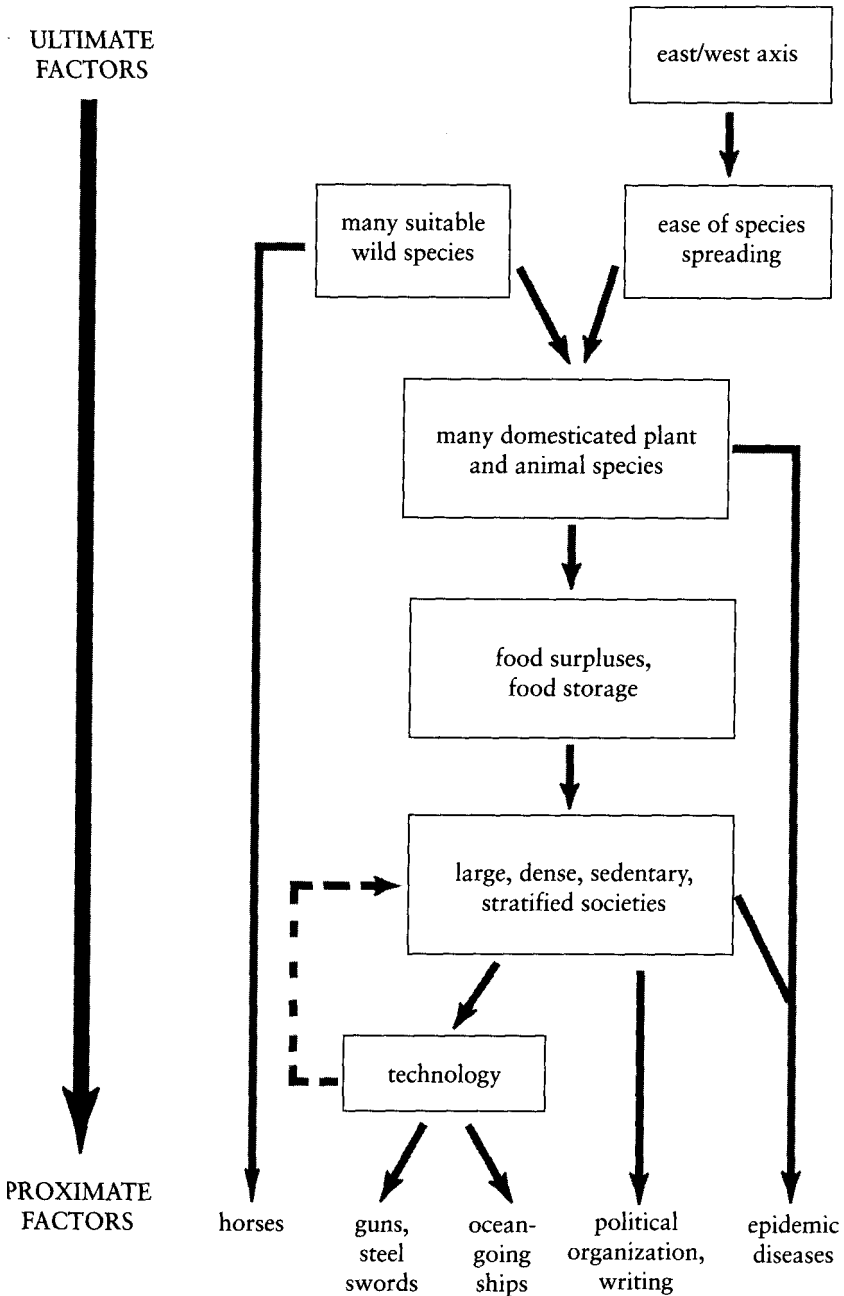 ULTIMATE
FACTORS
east/west axis
many suitable
wild species
ease of species
spreading
many domesticated plant
and animal species
food surpluses,
food storage
large, dense, sedentary,
stratified societies
technology
PROXIMATE
FACTORS
horses
guns,
steel
swords
ocean-
going
ships
political
organization,
writing
epidemic
diseases